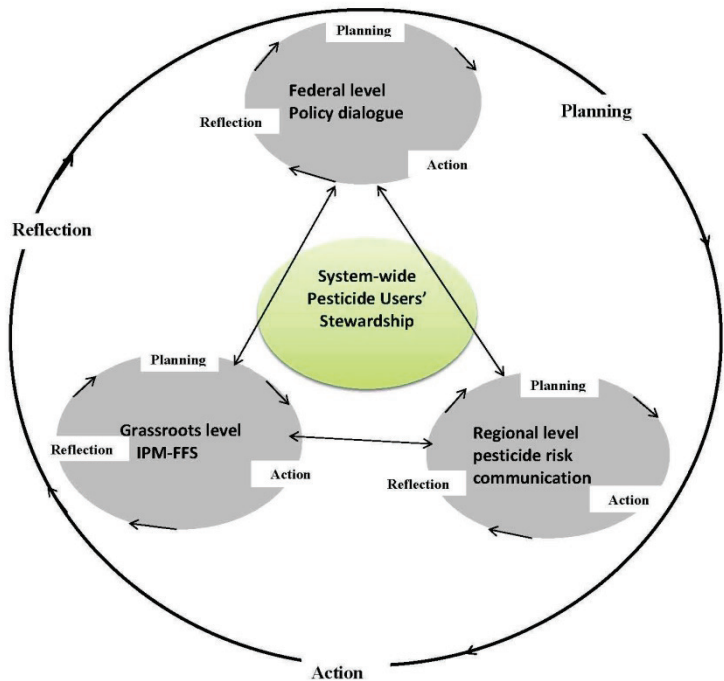 Planning
Federal level
Policy dialogue
Reflection
Action
Planning
Reflection
System-wide
Pesticide Users’
Stewardship
Planning
Grasroots level
IPM-FFS
Reflection
Action
Planning
Regional level
pesticide risk
communication
Reflection
Action
Action